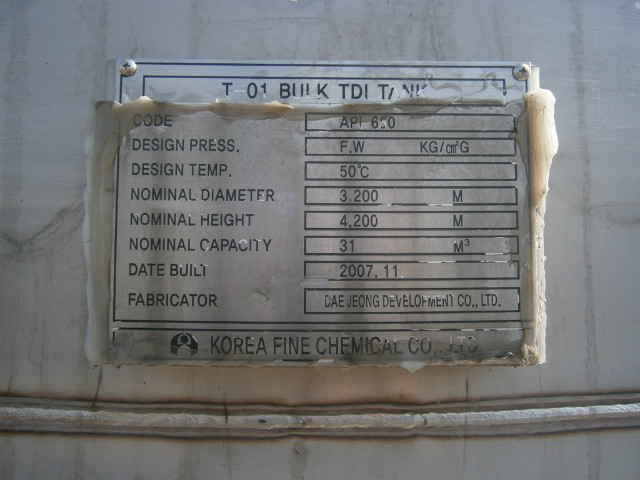 T-01 BULK TDI TANK
CODE API 650
DESIGN PRESS. F.W KG/㎠G
DESIGN TEMP. 50℃
NOMINAL DIAMETER 3,200 M
NOMINAL HEIGHT 4,200 M
NOMINAL CAPACITY 31 M³
DATE BUILT 2007.11
FABRICATOR DAE JEONG DEVELOPMENT CO., LTD.
KOREA FINE CHEMICAL CO., LTD